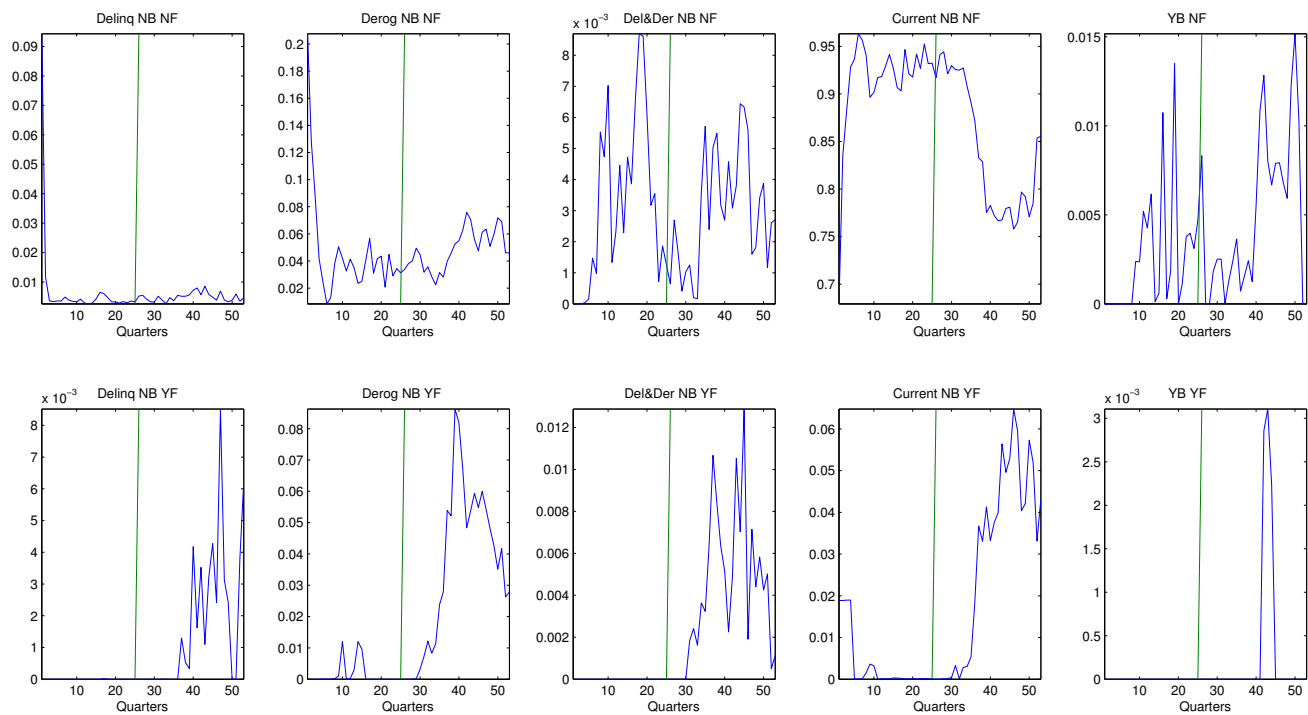 Delinq NB NF
0.09
0.08
0.07
0.06
0.05
0.04
0.03
0.02
0.01
10 20 30 40 50
Quarters
Derog NB NF
0.2
0.18
0.16
0.14
0.12
0.1
0.08
0.06
0.04
0.02
10 20 30 40 50
Quarters
x 10⁻³ Del&Der NB NF
8
7
6
5
4
3
2
1
0
10 20 30 40 50
Quarters
Current NB NF
0.95
0.9
0.85
0.8
0.75
0.7
10 20 30 40 50
Quarters
YB NF
0.015
0.01
0.005
0
10 20 30 40 50
Quarters
x 10⁻³ Delinq NB YF
8
7
6
5
4
3
2
1
0
10 20 30 40 50
Quarters
Derog NB YF
0.08
0.07
0.06
0.05
0.04
0.03
0.02
0.01
0
10 20 30 40 50
Quarters
Del&Der NB YF
0.012
0.01
0.008
0.006
0.004
0.002
0
10 20 30 40 50
Quarters
Current NB YF
0.06
0.05
0.04
0.03
0.02
0.01
0
10 20 30 40 50
Quarters
x 10⁻³ YB YF
3
2.5
2
1.5
1
0.5
0
10 20 30 40 50
Quarters